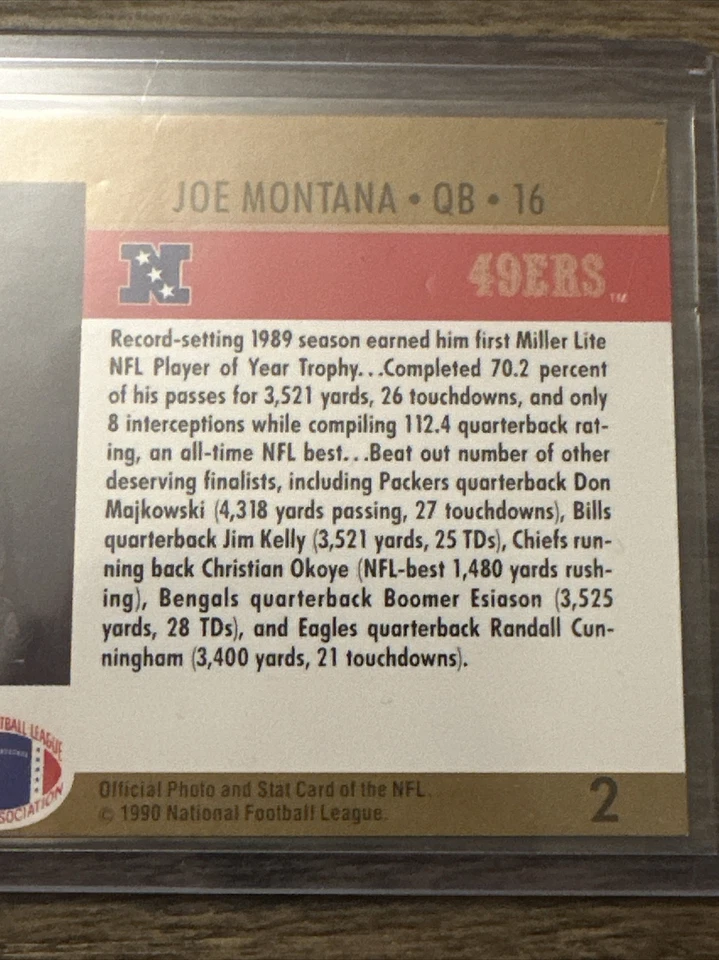 JOE MONTANA • QB • 16
N
49ERS™
Record-setting 1989 season earned him first Miller Lite
NFL Player of Year Trophy...Completed 70.2 percent
of his passes for 3,521 yards, 26 touchdowns, and only
8 interceptions while compiling 112.4 quarterback rat-
ing, an all-time NFL best...Beat out number of other
deserving finalists, including Packers quarterback Don
Majkowski (4,318 yards passing, 27 touchdowns), Bills
quarterback Jim Kelly (3,521 yards, 25 TDs), Chiefs run-
ning back Christian Okoye (NFL-best 1,480 yards rush-
ing), Bengals quarterback Boomer Esiason (3,525
yards, 28 TDs), and Eagles quarterback Randall Cun-
ningham (3,400 yards, 21 touchdowns).
TBALL LEAGUE
SOCIATION
Official Photo and Stat Card of the NFL.
© 1990 National Football League.
2